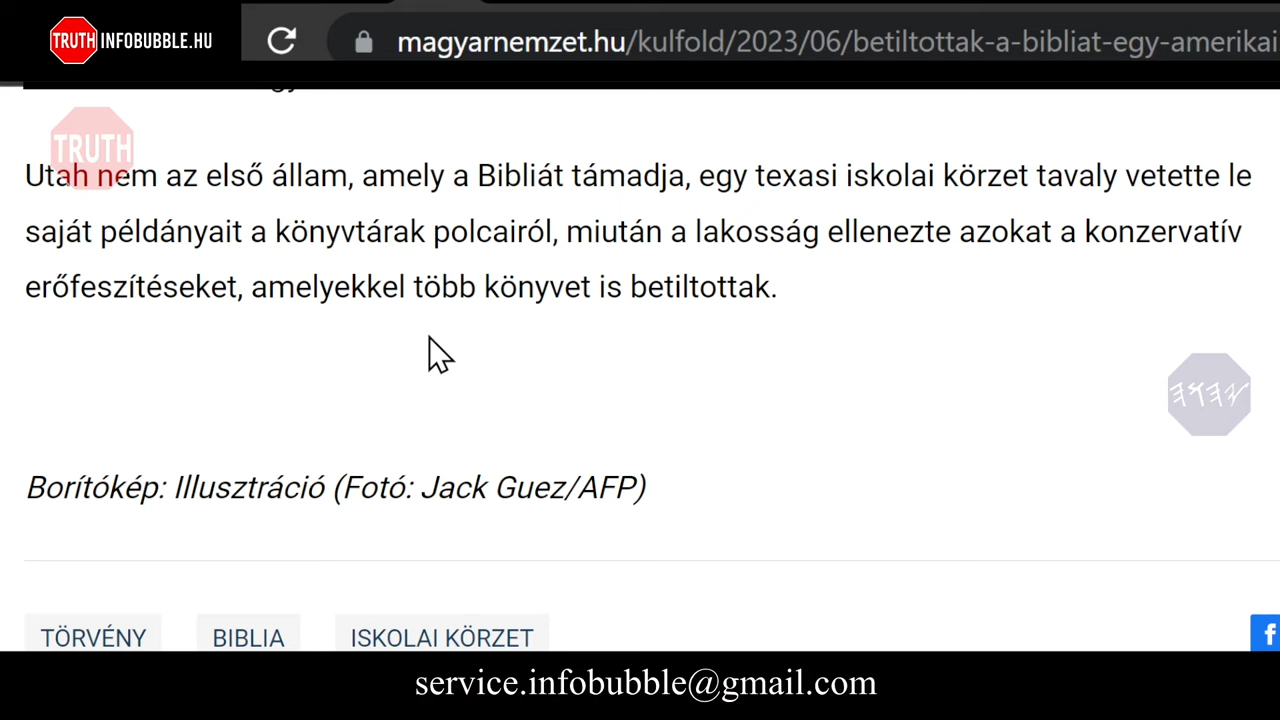 TRUTH INFOBUBBLE.HU
magyarnemzet.hu/kulfold/2023/06/betiltottak-a-bibliat-egy-amerikai
TRUTH
Utah nem az első állam, amely a Bibliát támadja, egy texasi iskolai körzet tavaly vetette le
saját példányait a könyvtárak polcairól, miután a lakosság ellenezte azokat a konzervatív
erőfeszítéseket, amelyekkel több könyvet is betiltottak.
Borítókép: Illusztráció (Fotó: Jack Guez/AFP)
TÖRVÉNY BIBLIA ISKOLAI KÖRZET
f
service.infobubble@gmail.com